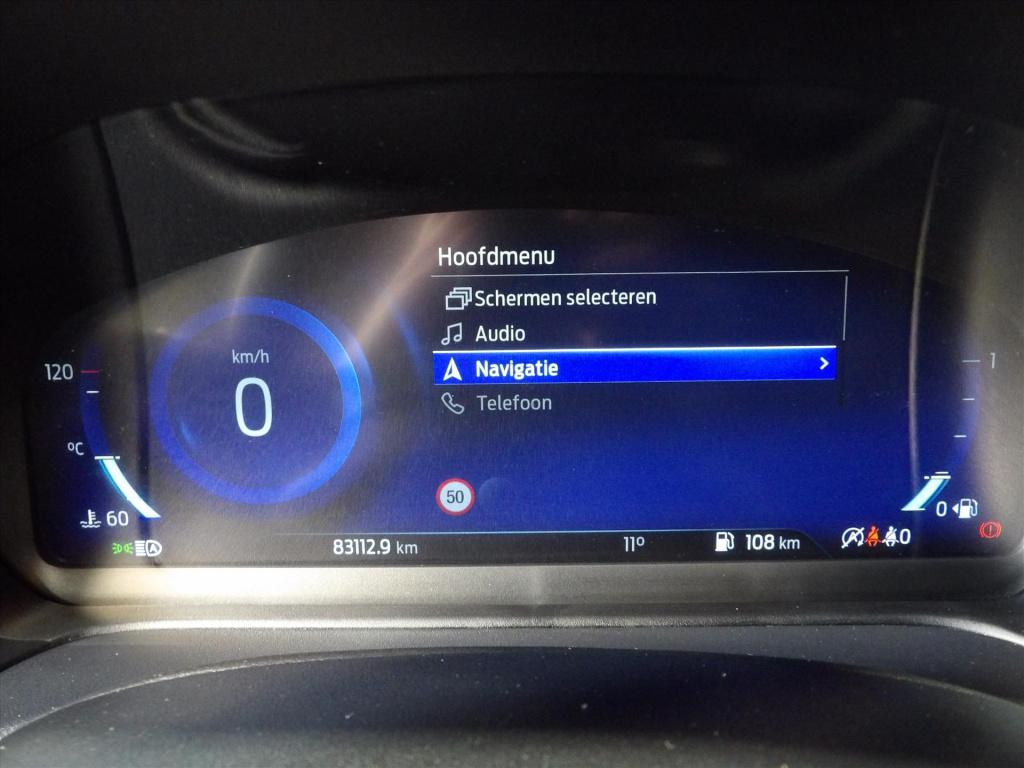 Hoofdmenu
Schermen selecteren
Audio
Navigatie
Telefoon
km/h
0
120
°C
60
50
1
0
83112.9 km
11°
108 km
A
A
0